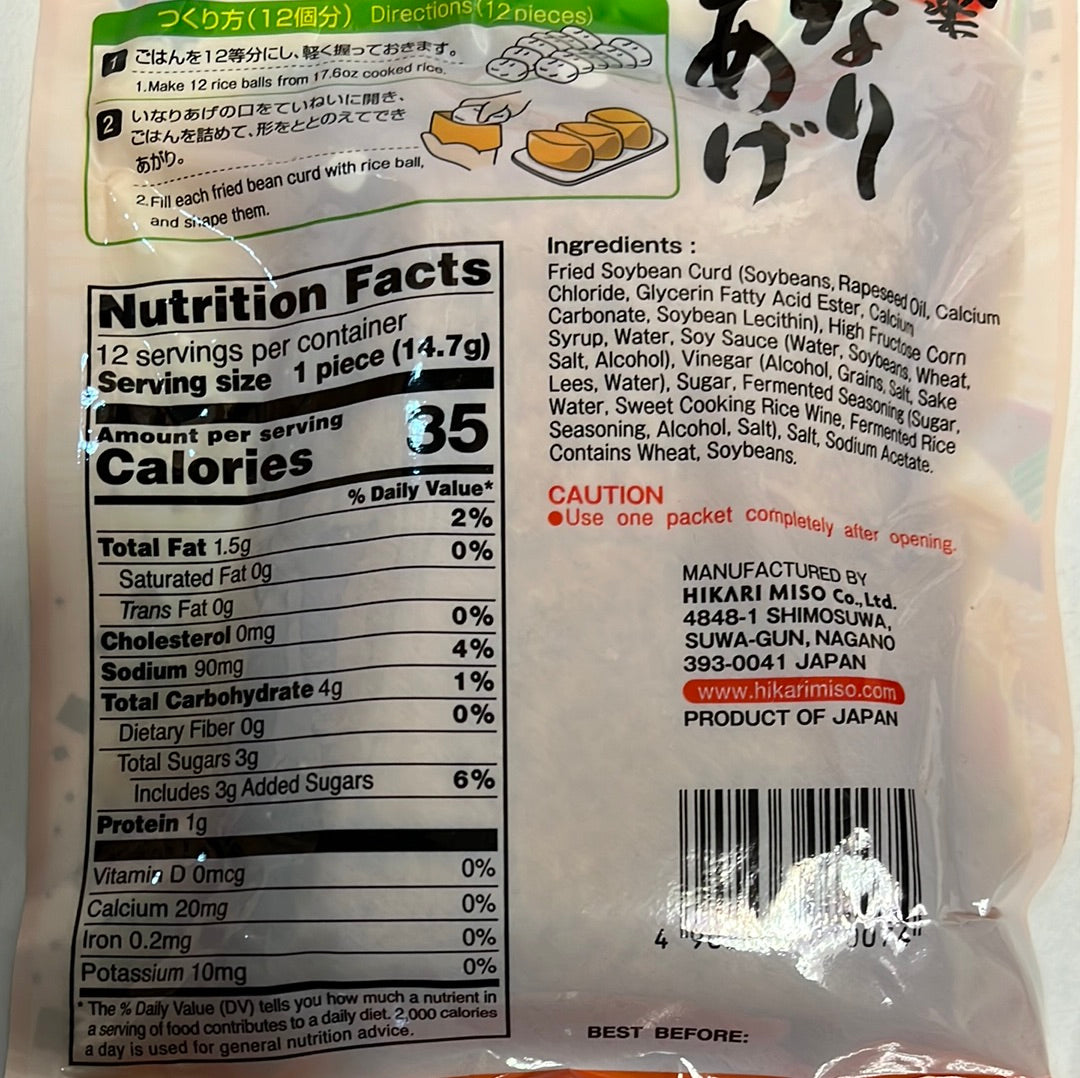 つくり方(12個分) Directions(12 pieces)
1 ごはんを12等分にし、軽く握っておきます。
1.Make 12 rice balls from 17.6oz cooked rice.
2 いなりあげの口をていねいに開き、
ごはんを詰めて、形をととのえてでき
あがり。
2.Fill each fried bean curd with rice ball,
and shape them.
なり
あげ
Nutrition Facts
12 servings per container
Serving size 1 piece (14.7g)
Amount per serving
Calories 35
% Daily Value*
Total Fat 1.5g 2%
Saturated Fat 0g 0%
Trans Fat 0g
Cholesterol 0mg 0%
Sodium 90mg 4%
Total Carbohydrate 4g 1%
Dietary Fiber 0g 0%
Total Sugars 3g
Includes 3g Added Sugars 6%
Protein 1g
Vitamin D 0mcg 0%
Calcium 20mg 0%
Iron 0.2mg 0%
Potassium 10mg 0%
* The % Daily Value (DV) tells you how much a nutrient in
a serving of food contributes to a daily diet. 2,000 calories
a day is used for general nutrition advice.
Ingredients :
Fried Soybean Curd (Soybeans, Rapeseed Oil, Calcium
Chloride, Glycerin Fatty Acid Ester, Calcium
Carbonate, Soybean Lecithin), High Fructose Corn
Syrup, Water, Soy Sauce (Water, Soybeans, Wheat,
Salt, Alcohol), Vinegar (Alcohol, Grains, Salt, Sake
Lees, Water), Sugar, Fermented Seasoning (Sugar,
Water, Sweet Cooking Rice Wine, Fermented Rice
Seasoning, Alcohol, Salt), Salt, Sodium Acetate.
Contains Wheat, Soybeans.
CAUTION
●Use one packet completely after opening.
MANUFACTURED BY
HIKARI MISO Co.,Ltd.
4848-1 SHIMOSUWA,
SUWA-GUN, NAGANO
393-0041 JAPAN
www.hikarimiso.com
PRODUCT OF JAPAN
4
BEST BEFORE: